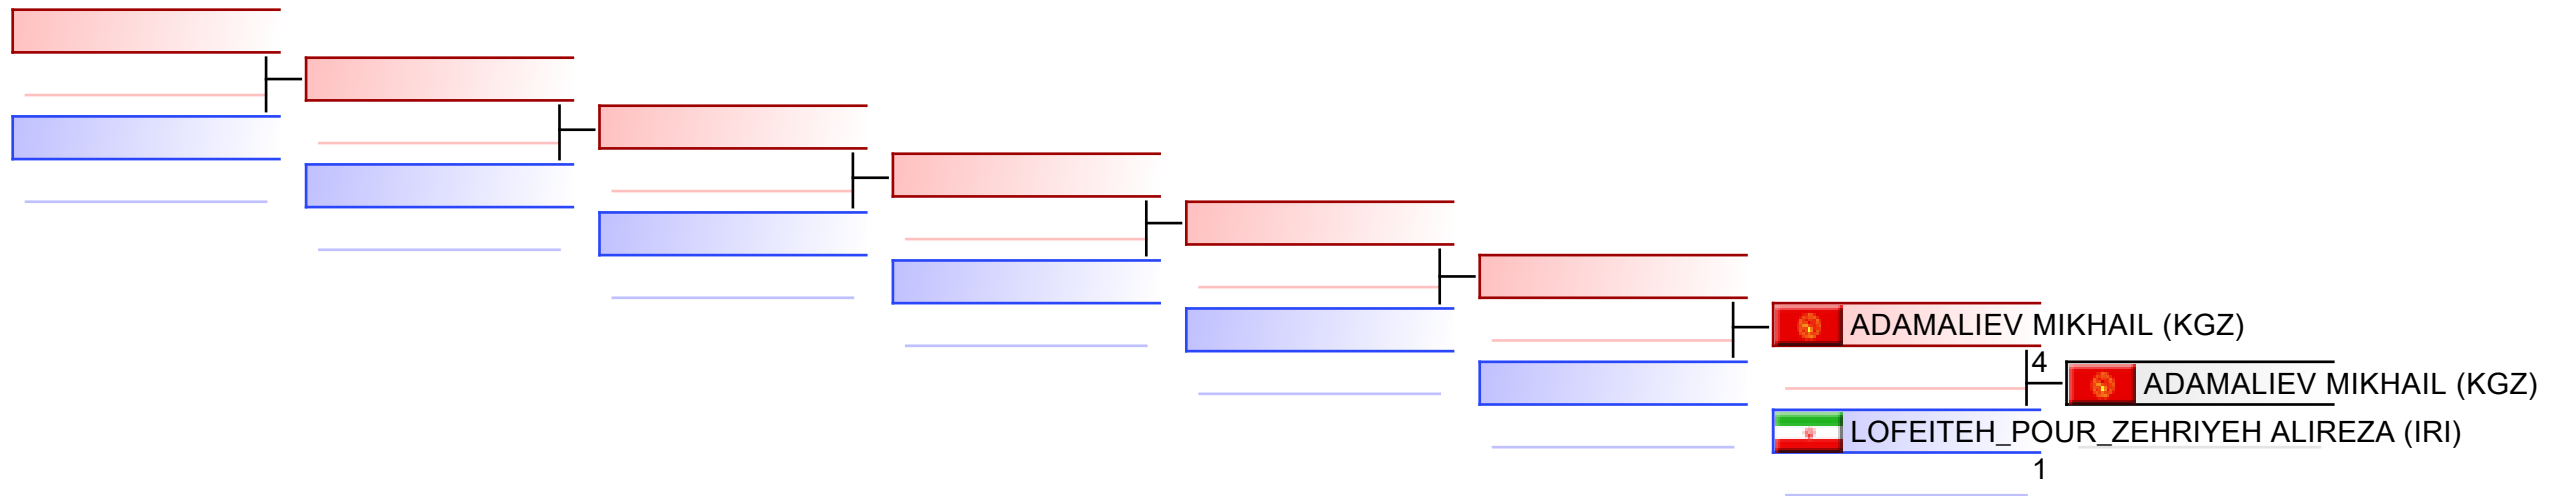 ADAMALIEV MIKHAIL (KGZ)
4
ADAMALIEV MIKHAIL (KGZ)
LOFEITEH_POUR_ZEHRIYEH ALIREZA (IRI)
1